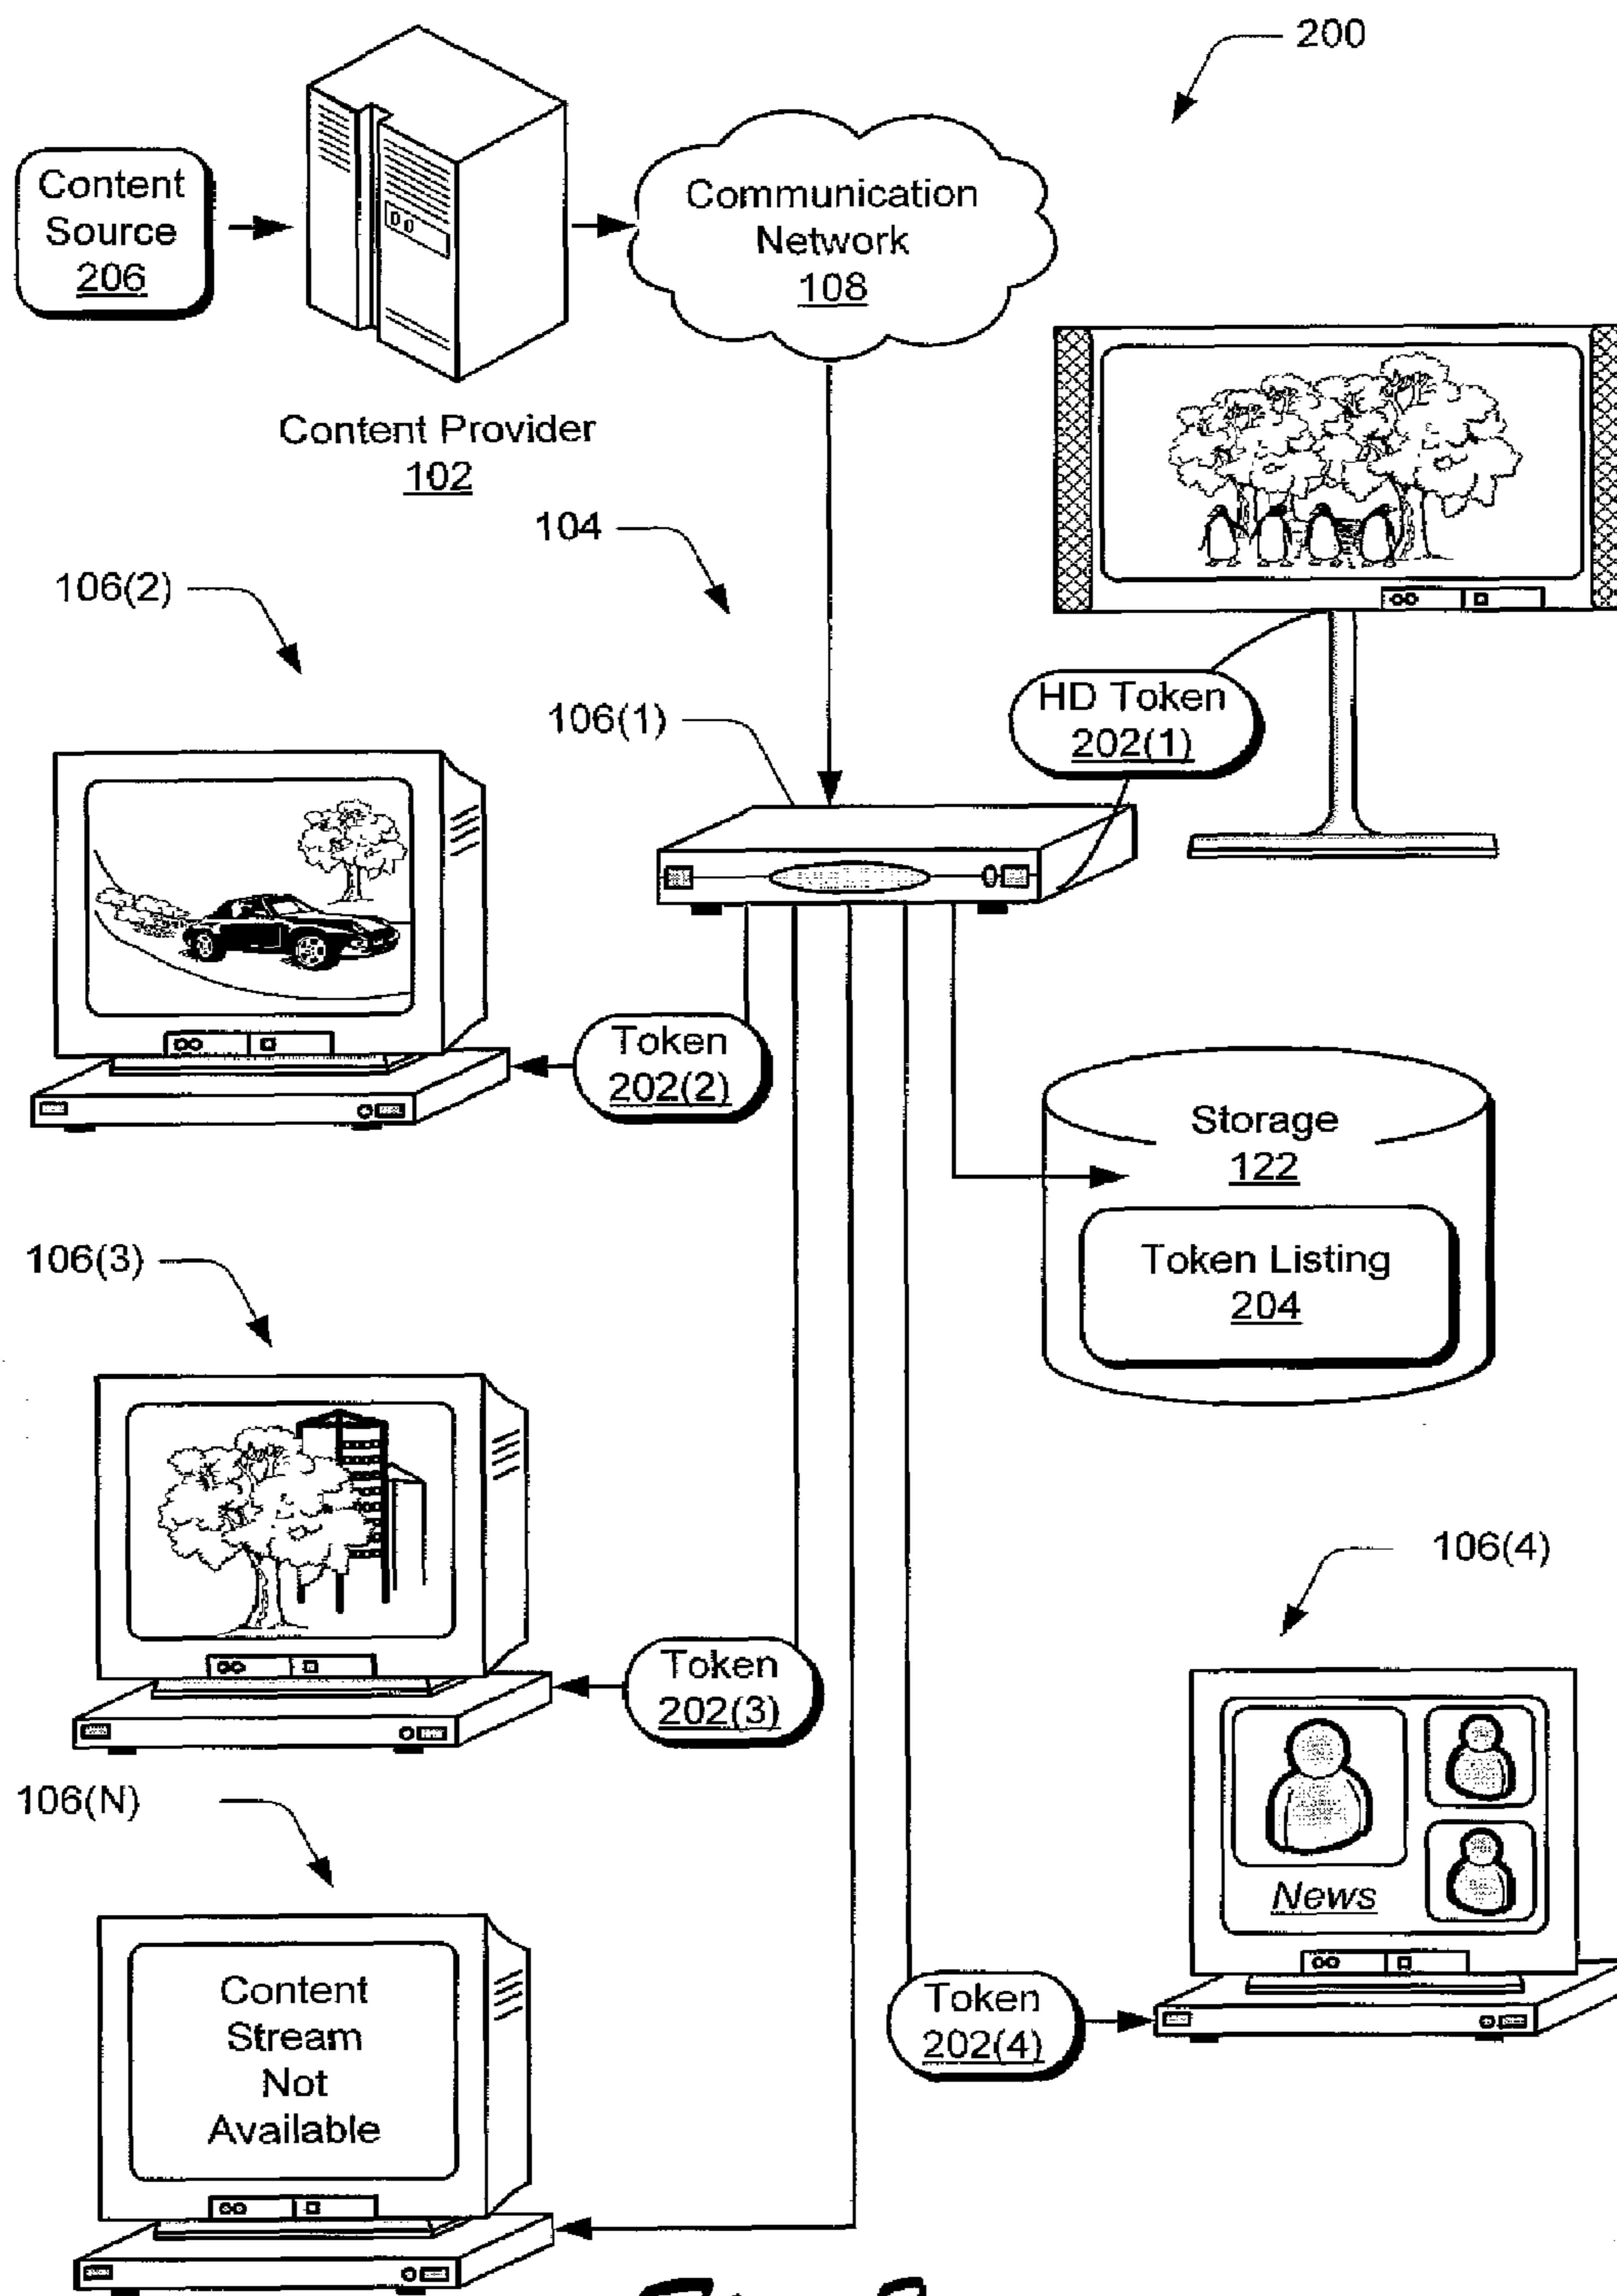 200
Content
Source
206
Communication
Network
108
Content Provider
102
104
106(2)
106(1)
HD Token
202(1)
Token
202(2)
Storage
122
Token Listing
204
106(3)
106(4)
Token
202(3)
106(N)
News
Content
Stream
Not
Available
Token
202(4)